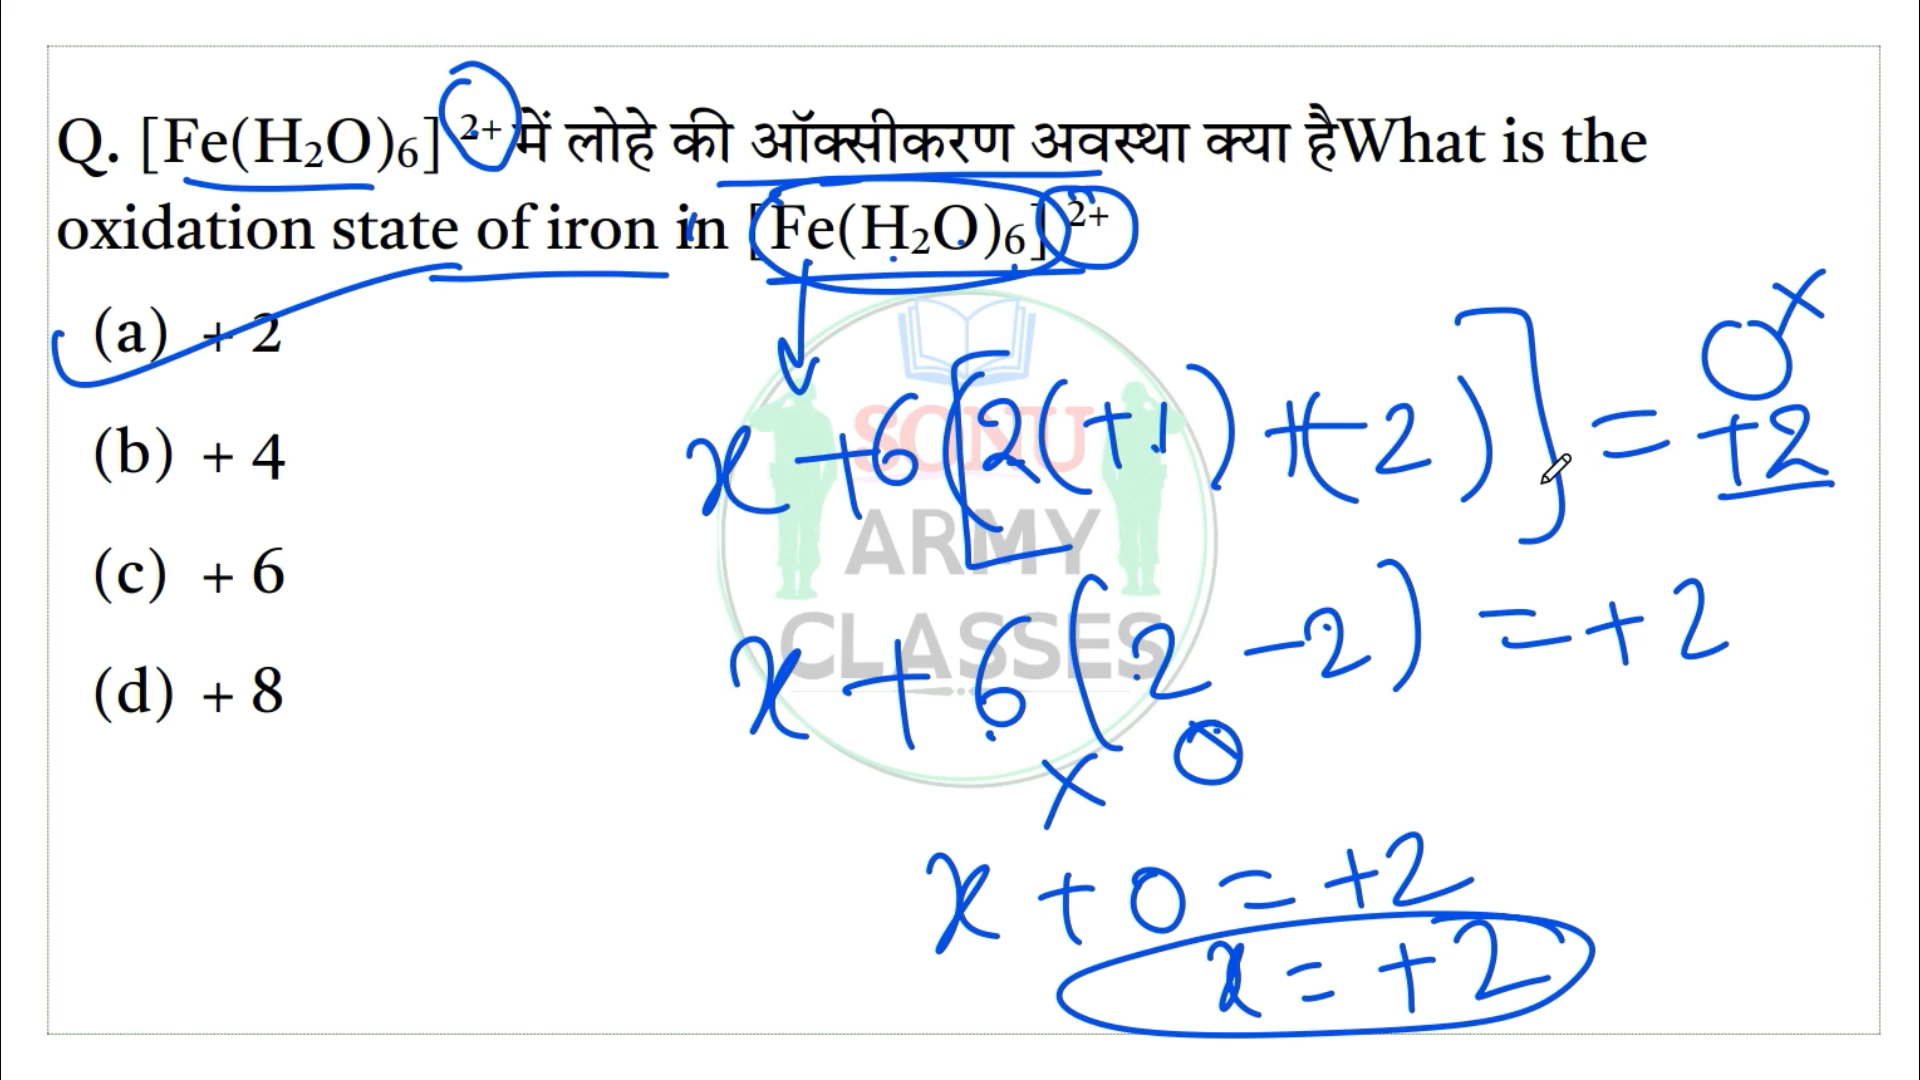 Q. [Fe(H₂O)₆] ²⁺ में लोहे की ऑक्सीकरण अवस्था क्या हैWhat is the
oxidation state of iron in [Fe(H₂O)₆] ²⁺
(a) + 2
(b) + 4
(c) + 6
(d) + 8
SONU
ARMY
CLASSES
0
x + 6 [2(+1) + (-2)] = +2
x + 6 (2 - 2) = +2
0
x + 0 = +2
x = +2